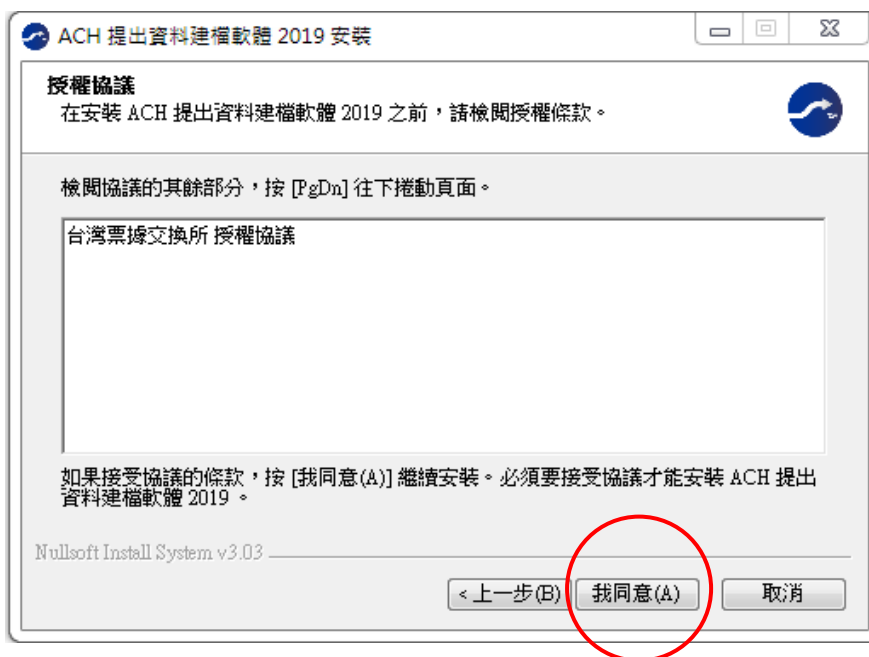 ACH 提出資料建檔軟體 2019 安裝
授權協議
在安裝 ACH 提出資料建檔軟體 2019 之前，請檢閱授權條款。
檢閱協議的其餘部分，按 [PgDn] 往下捲動頁面。
台灣票據交換所 授權協議
如果接受協議的條款，按 [我同意(A)] 繼續安裝。必須要接受協議才能安裝 ACH 提出
資料建檔軟體 2019 。
Nullsoft Install System v3.03
< 上一步(B) 我同意(A) 取消